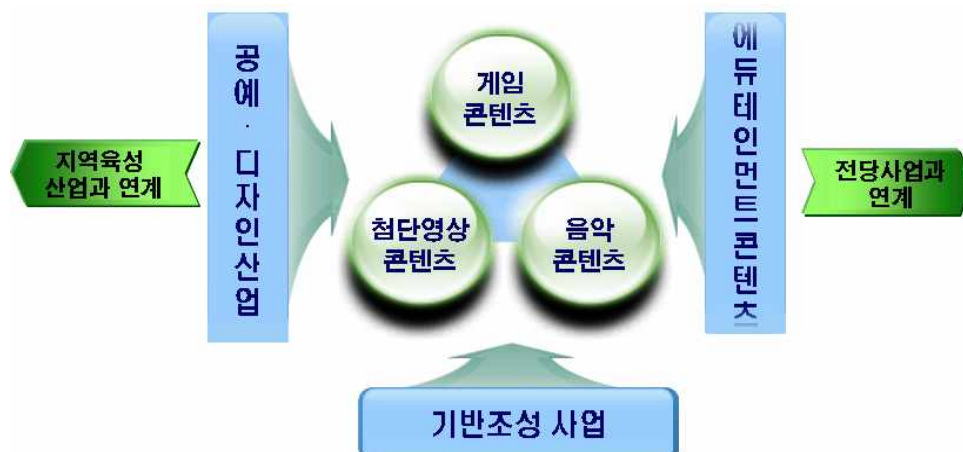 공예·디자인산업
에듀테인먼트콘텐츠
게임
콘텐츠
지역육성
산업과 연계
전당사업과
연계
첨단영상
콘텐츠
음악
콘텐츠
기반조성 사업